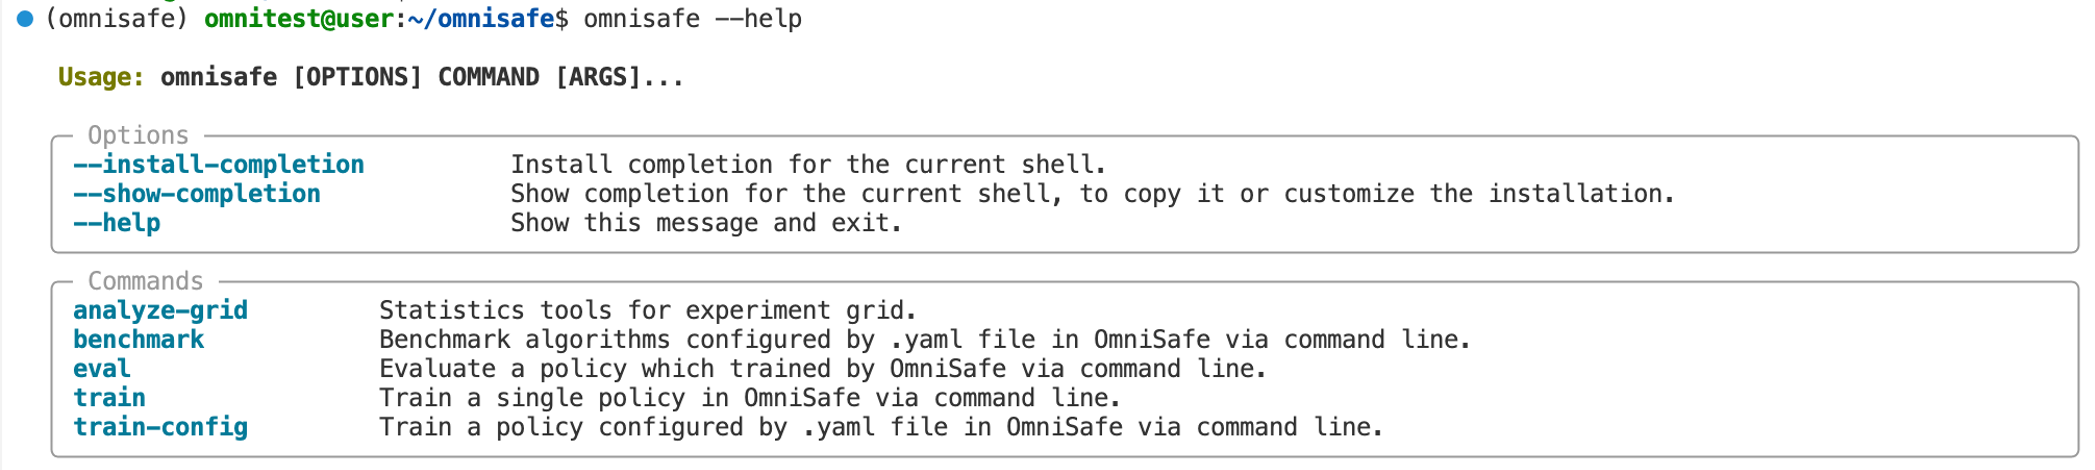 (omnisafe) omnitest@user:~/omnisafe$ omnisafe --help
Usage: omnisafe [OPTIONS] COMMAND [ARGS]...
Options
--install-completion Install completion for the current shell.
--show-completion Show completion for the current shell, to copy it or customize the installation.
--help Show this message and exit.
Commands
analyze-grid Statistics tools for experiment grid.
benchmark Benchmark algorithms configured by .yaml file in OmniSafe via command line.
eval Evaluate a policy which trained by OmniSafe via command line.
train Train a single policy in OmniSafe via command line.
train-config Train a policy configured by .yaml file in OmniSafe via command line.